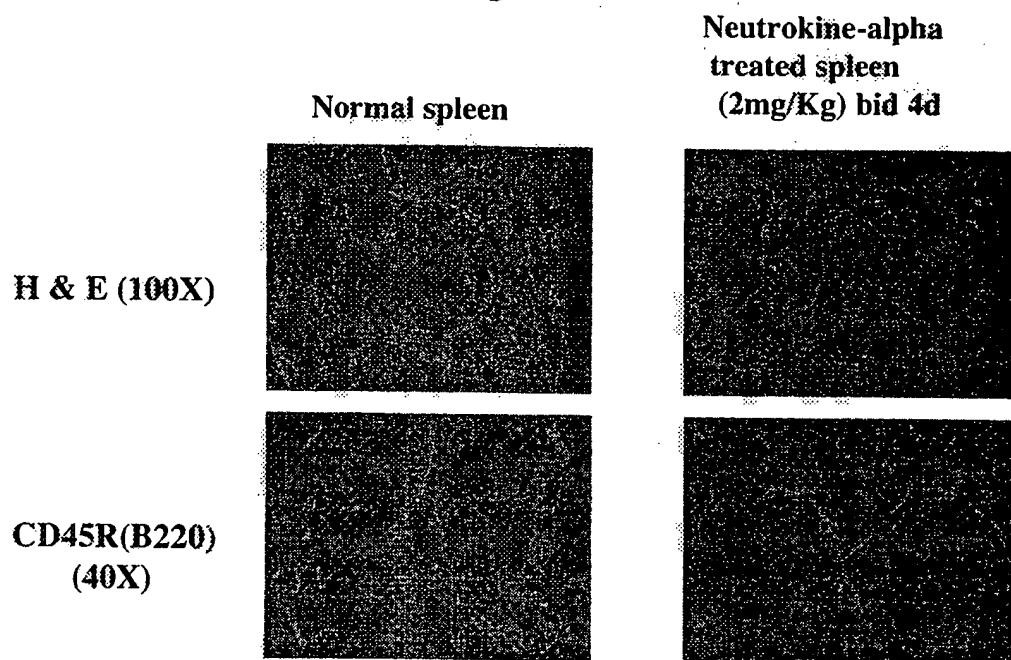 Neutrokine-alpha
treated spleen
(2mg/Kg) bid 4d
Normal spleen
H & E (100X)
CD45R(B220)
(40X)